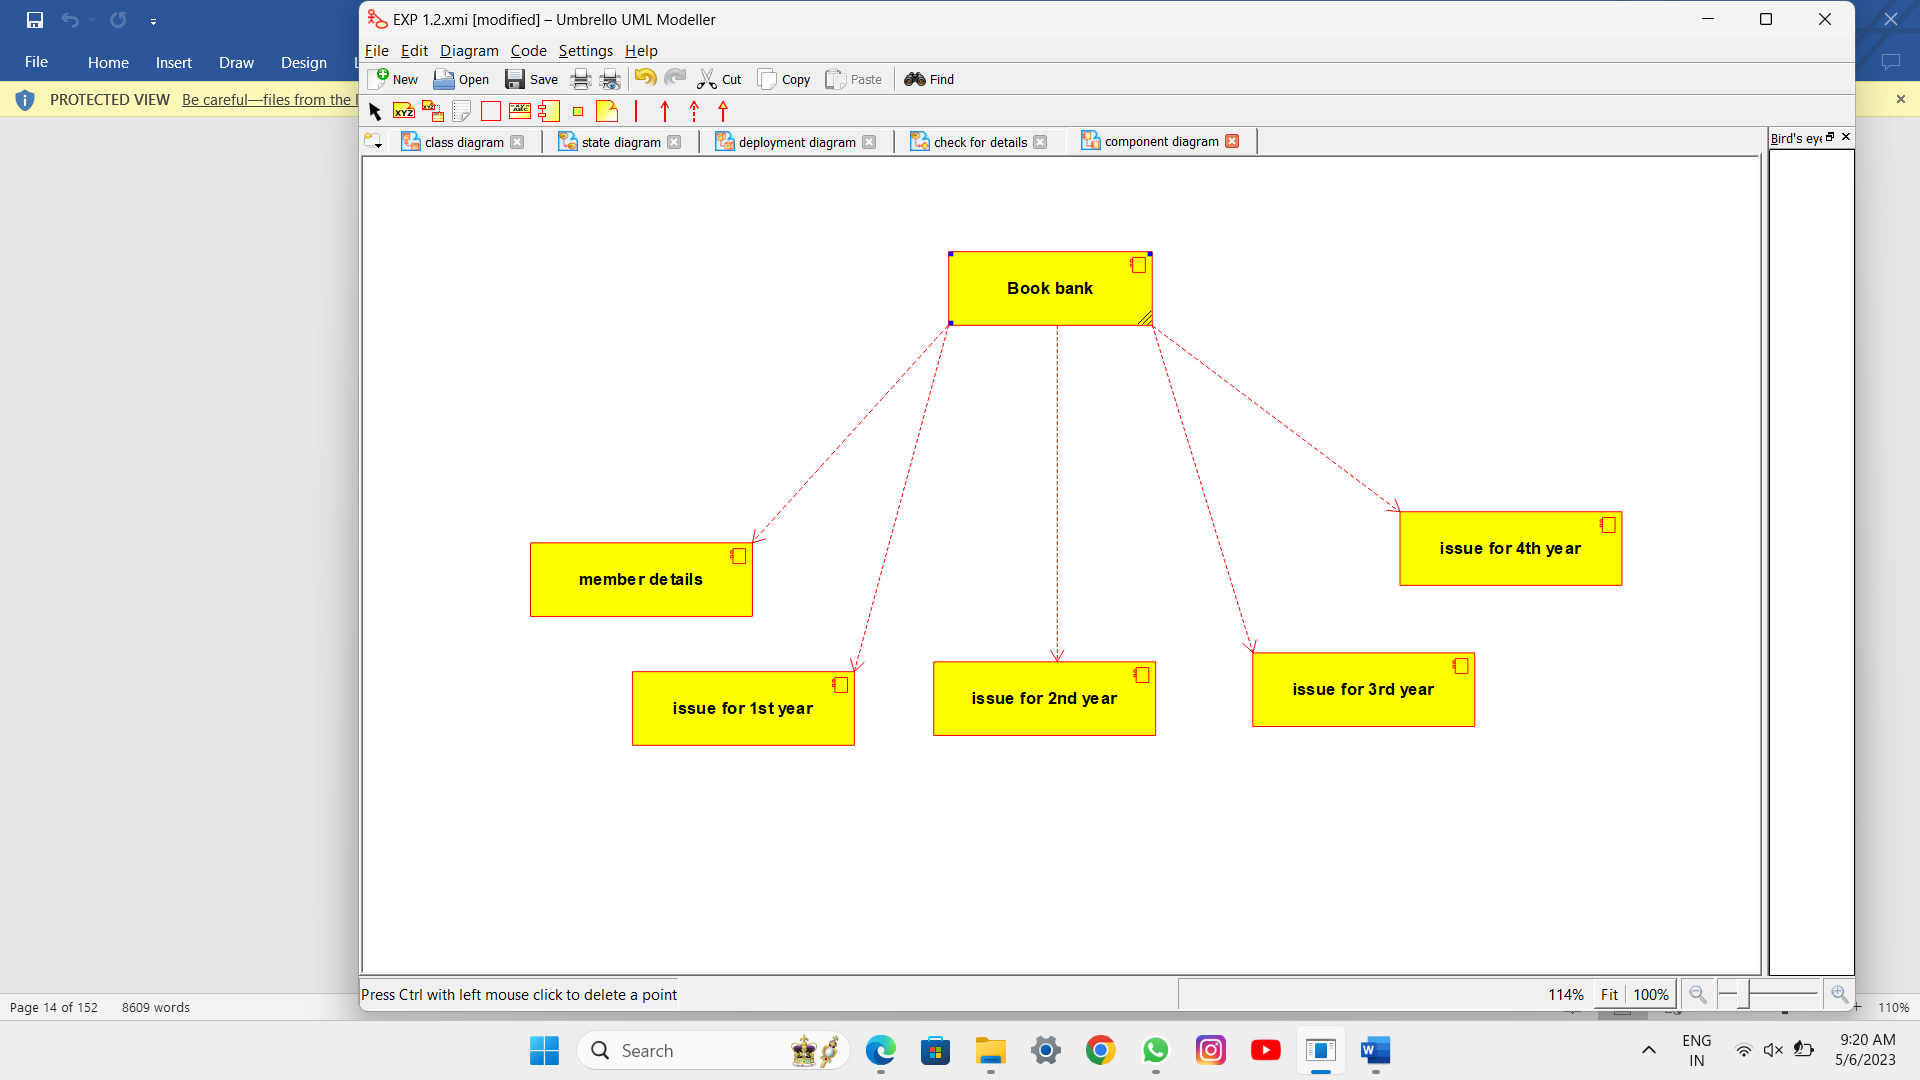 EXP 1.2.xmi [modified] – Umbrello UML Modeller
File Edit Diagram Code Settings Help
File Home Insert Draw Design
New Open Save Cut Copy Paste Find
PROTECTED VIEW Be careful—files from the
XYZ
class diagram state diagram deployment diagram check for details component diagram
Bird's
Book bank
issue for 4th year
member details
issue for 3rd year
issue for 2nd year
issue for 1st year
Press Ctrl with left mouse click to delete a point
114% Fit 100%
Page 14 of 152 8609 words
110%
Search
W
ENG
IN
9:20 AM
5/6/2023